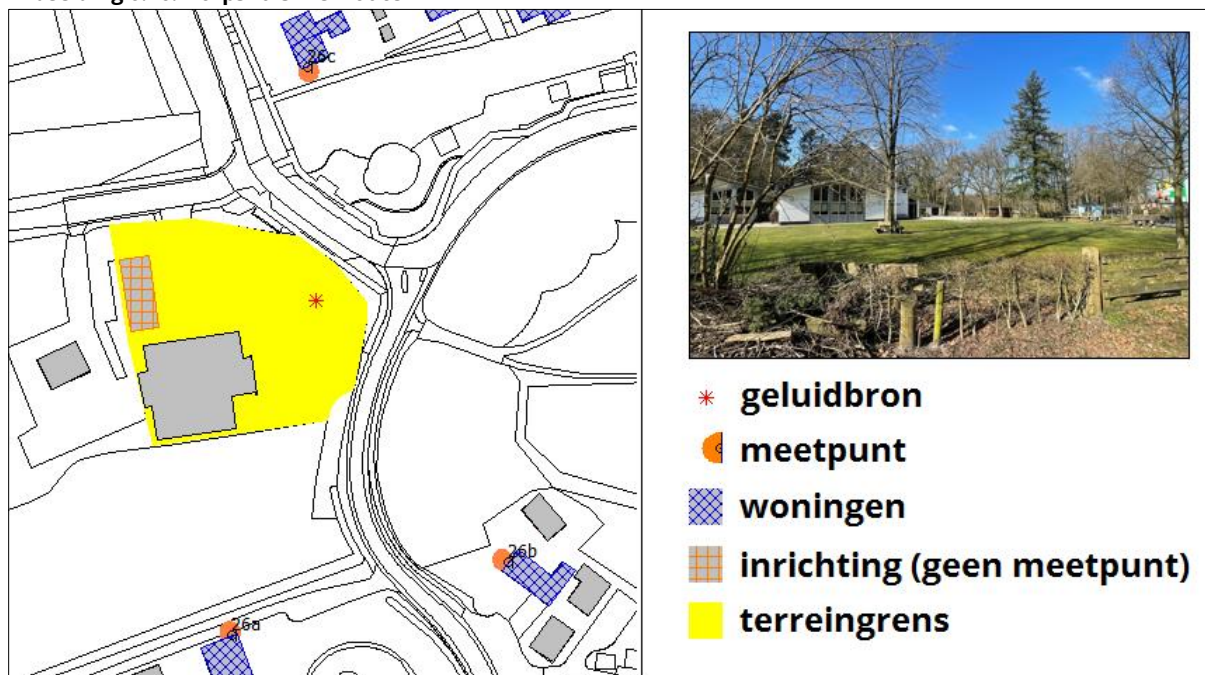 26c
26b
26a
geluidbron
meetpunt
woningen
inrichting (geen meetpunt)
terreingrens